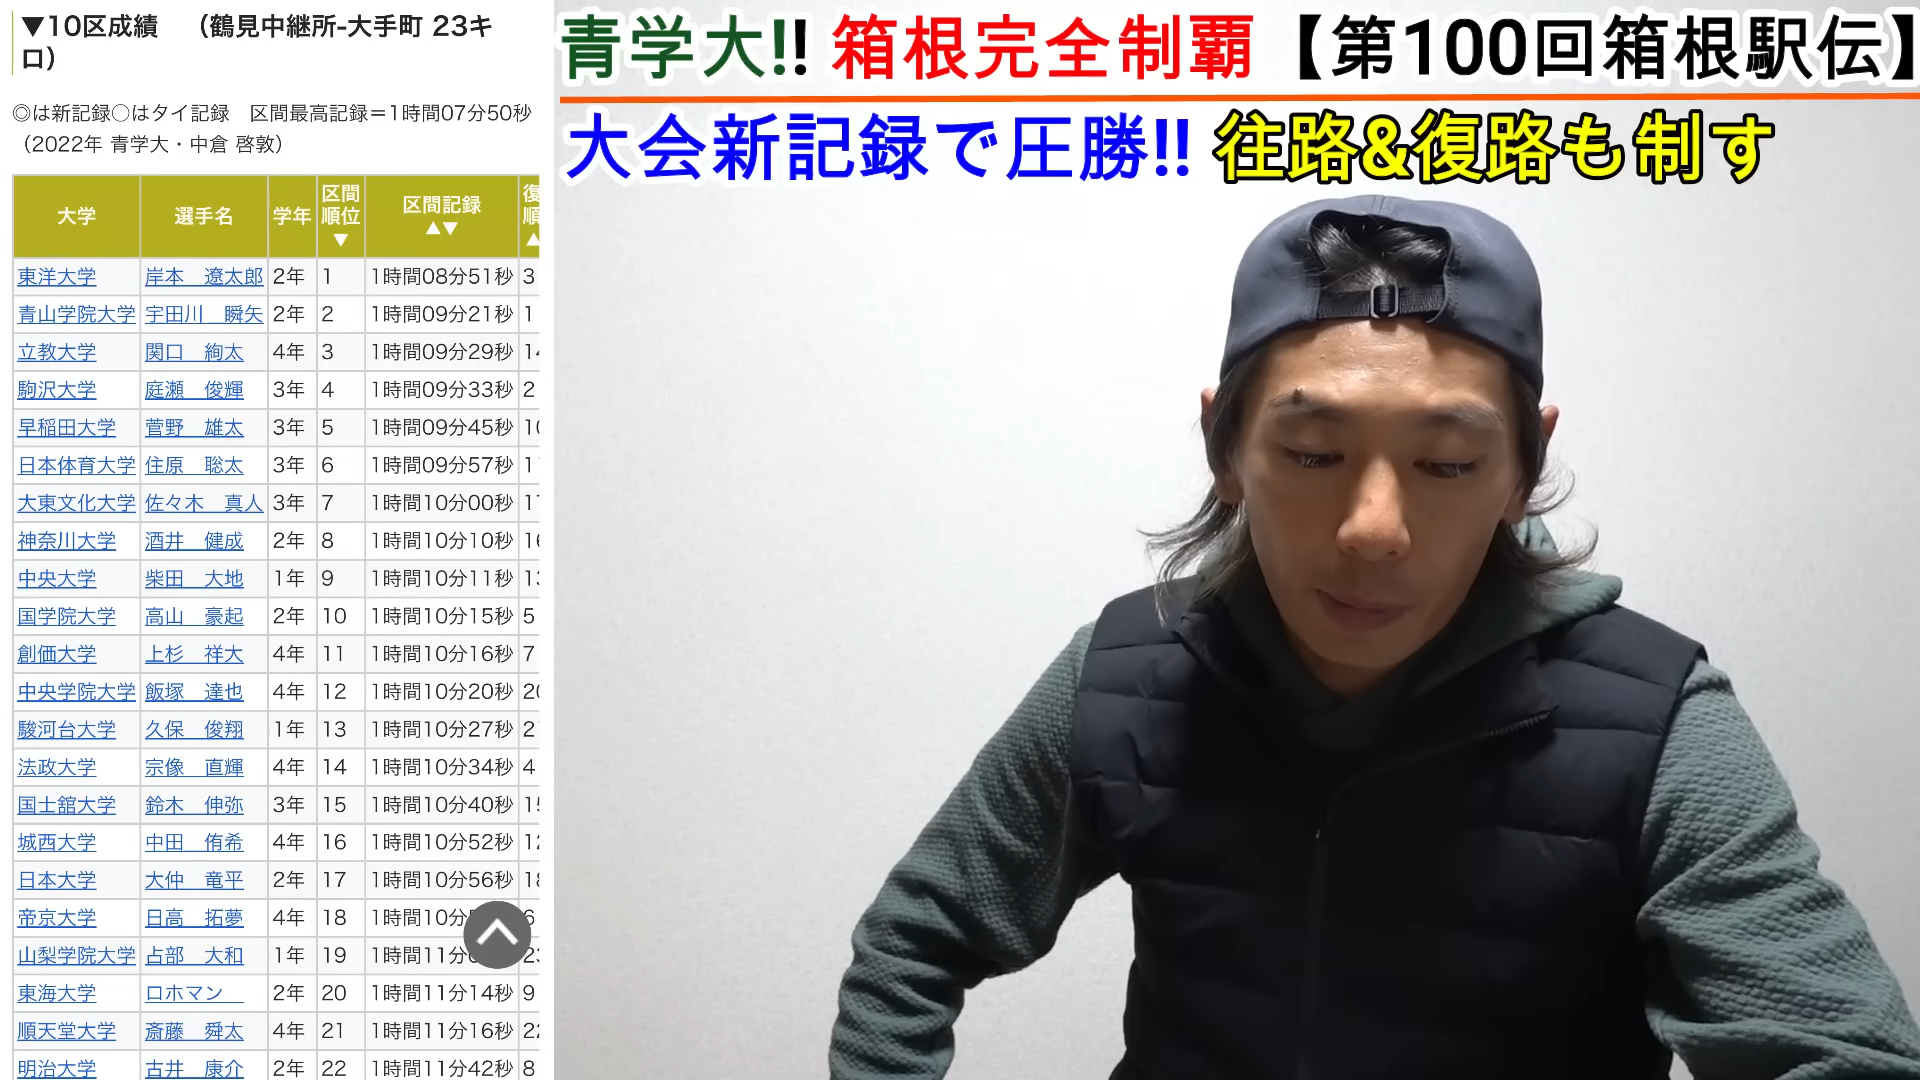 ▼10区成績 （鶴見中継所-大手町 23キ
ロ）
◎は新記録○はタイ記録 区間最高記録＝1時間07分50秒
（2022年 青学大・中倉 啓敦）
大学 選手名 学年 区間順位▼ 区間記録▲▼ 復順▲
東洋大学 岸本 遼太郎 2年 1 1時間08分51秒 3
青山学院大学 宇田川 瞬矢 2年 2 1時間09分21秒 1
立教大学 関口 絢太 4年 3 1時間09分29秒 14
駒沢大学 庭瀬 俊輝 3年 4 1時間09分33秒 2
早稲田大学 菅野 雄太 3年 5 1時間09分45秒 10
日本体育大学 住原 聡太 3年 6 1時間09分57秒
大東文化大学 佐々木 真人 3年 7 1時間10分00秒
神奈川大学 酒井 健成 2年 8 1時間10分10秒 16
中央大学 柴田 大地 1年 9 1時間10分11秒 13
国学院大学 高山 豪起 2年 10 1時間10分15秒 5
創価大学 上杉 祥大 4年 11 1時間10分16秒 7
中央学院大学 飯塚 達也 4年 12 1時間10分20秒 20
駿河台大学 久保 俊翔 1年 13 1時間10分27秒
法政大学 宗像 直輝 4年 14 1時間10分34秒 4
国士舘大学 鈴木 伸弥 3年 15 1時間10分40秒 15
城西大学 中田 侑希 4年 16 1時間10分52秒 12
日本大学 大仲 竜平 2年 17 1時間10分56秒 18
帝京大学 日高 拓夢 4年 18 1時間10分 6
山梨学院大学 占部 大和 1年 19 1時間11分 23
東海大学 ロホマン 2年 20 1時間11分14秒 9
順天堂大学 斎藤 舜太 4年 21 1時間11分16秒 22
明治大学 古井 康介 2年 22 1時間11分42秒 8
青学大!! 箱根完全制覇【第100回箱根駅伝】
大会新記録で圧勝!! 往路&復路も制す